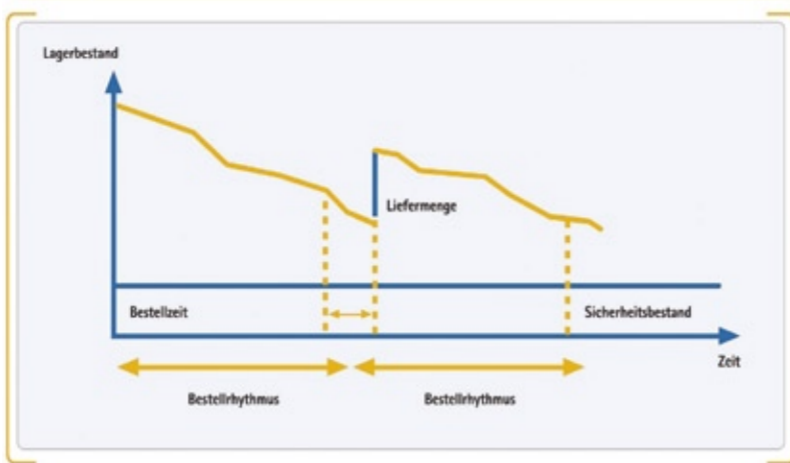 Lagerbestand
Liefermenge
Bestellzeit
Sicherheitsbestand
Zeit
Bestellrhythmus
Bestellrhythmus